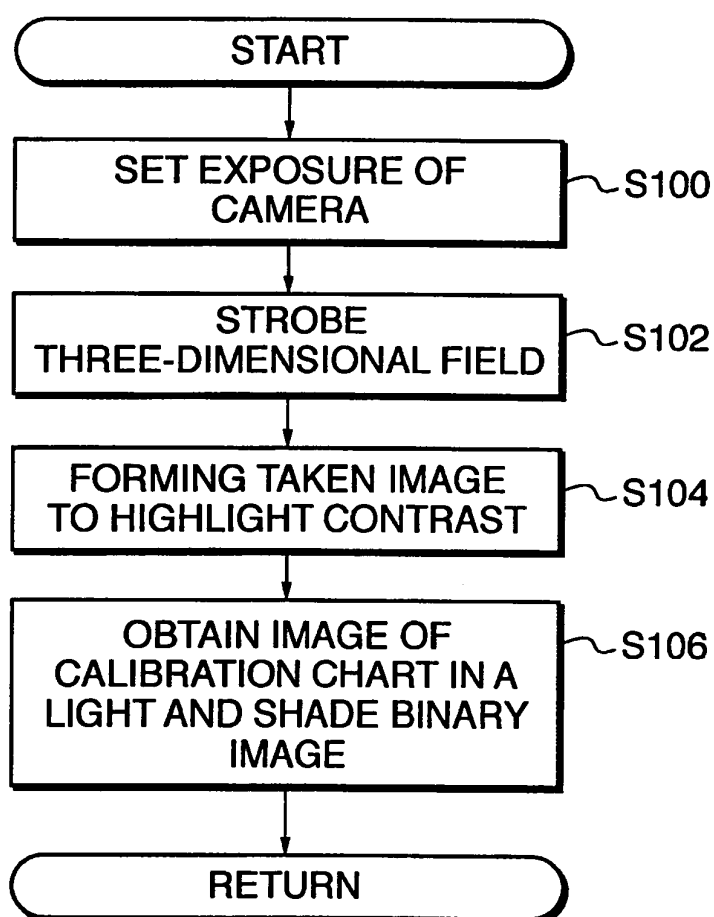 START
SET EXPOSURE OF
CAMERA
S100
STROBE
THREE-DIMENSIONAL FIELD
S102
FORMING TAKEN IMAGE
TO HIGHLIGHT CONTRAST
S104
OBTAIN IMAGE OF
CALIBRATION CHART IN A
LIGHT AND SHADE BINARY
IMAGE
S106
RETURN